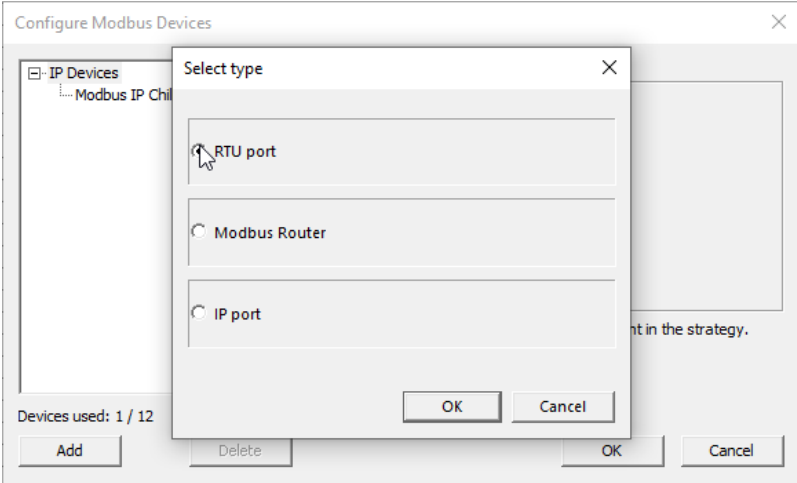 Configure Modbus Devices
IP Devices
Modbus IP Chil
Select type
RTU port
Modbus Router
IP port
nt in the strategy.
OK
Cancel
Devices used: 1 / 12
Add
Delete
OK
Cancel